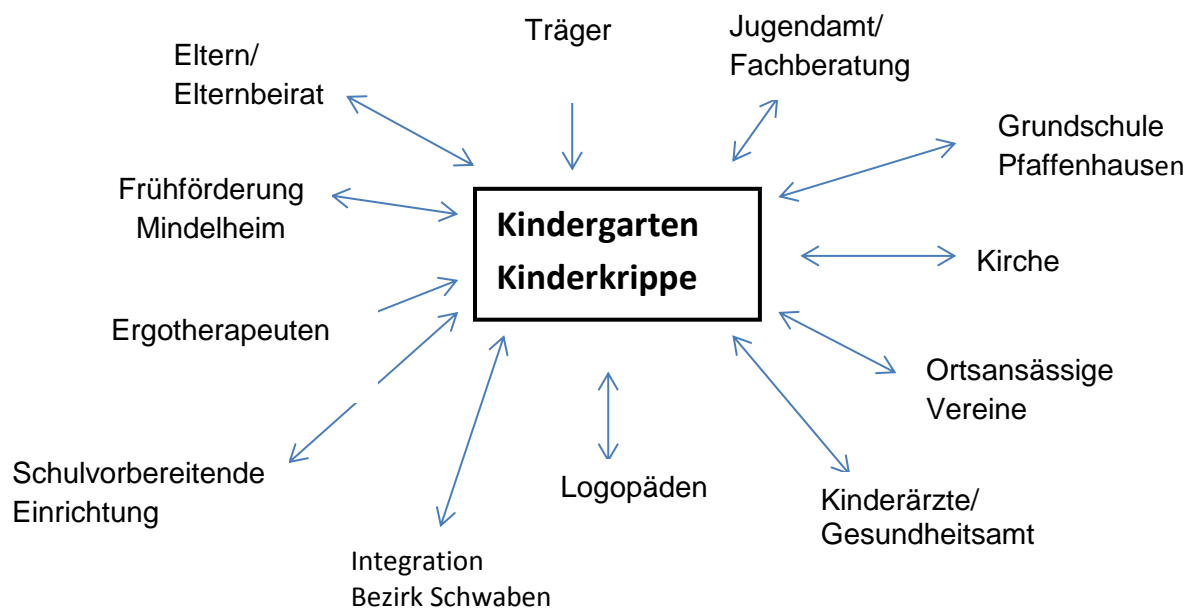 Träger
Jugendamt/
Fachberatung
Eltern/
Elternbeirat
Grundschule
Pfaffenhausen
Frühförderung
Mindelheim
Kindergarten
Kinderkrippe
Kirche
Ergotherapeuten
Ortsansässige
Vereine
Schulvorbereitende
Einrichtung
Logopäden
Kinderärzte/
Gesundheitsamt
Integration
Bezirk Schwaben